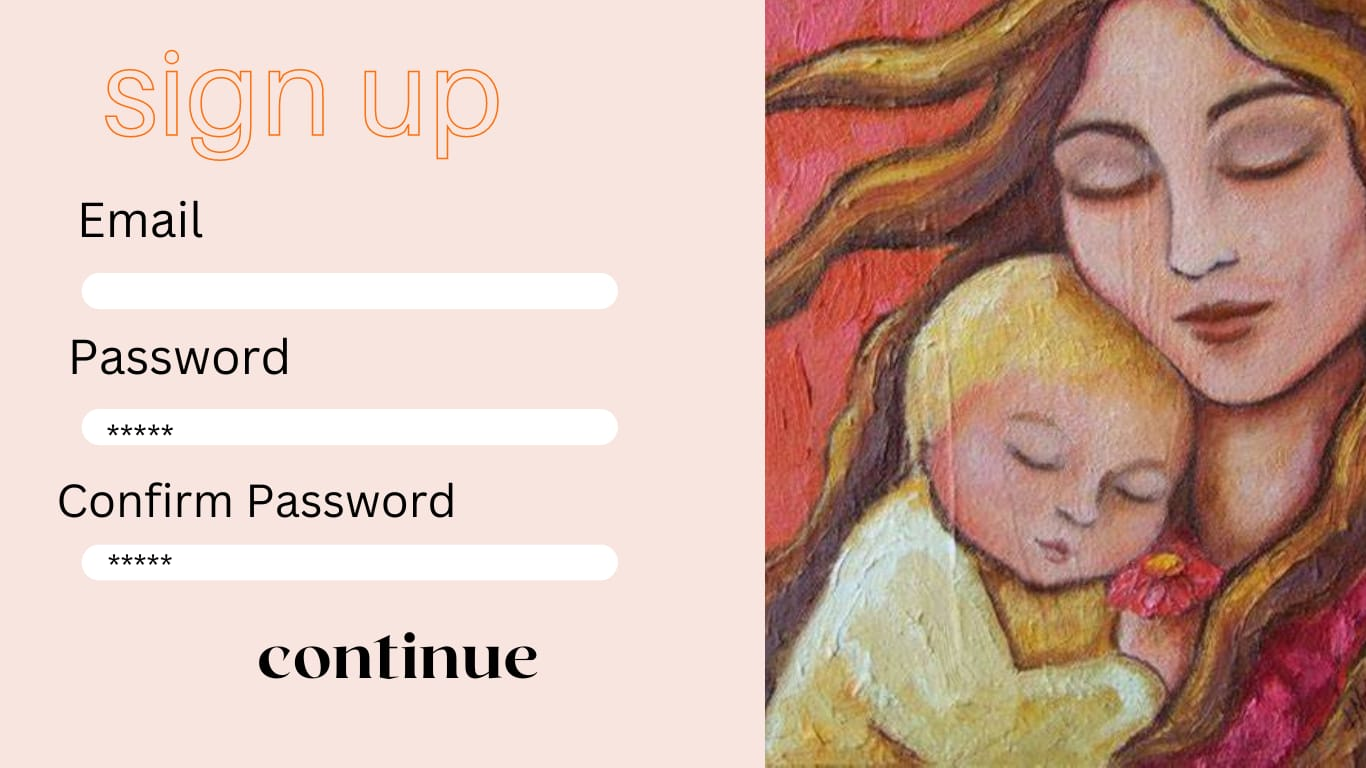 sign up
Email
Password
*****
Confirm Password
*****
continue